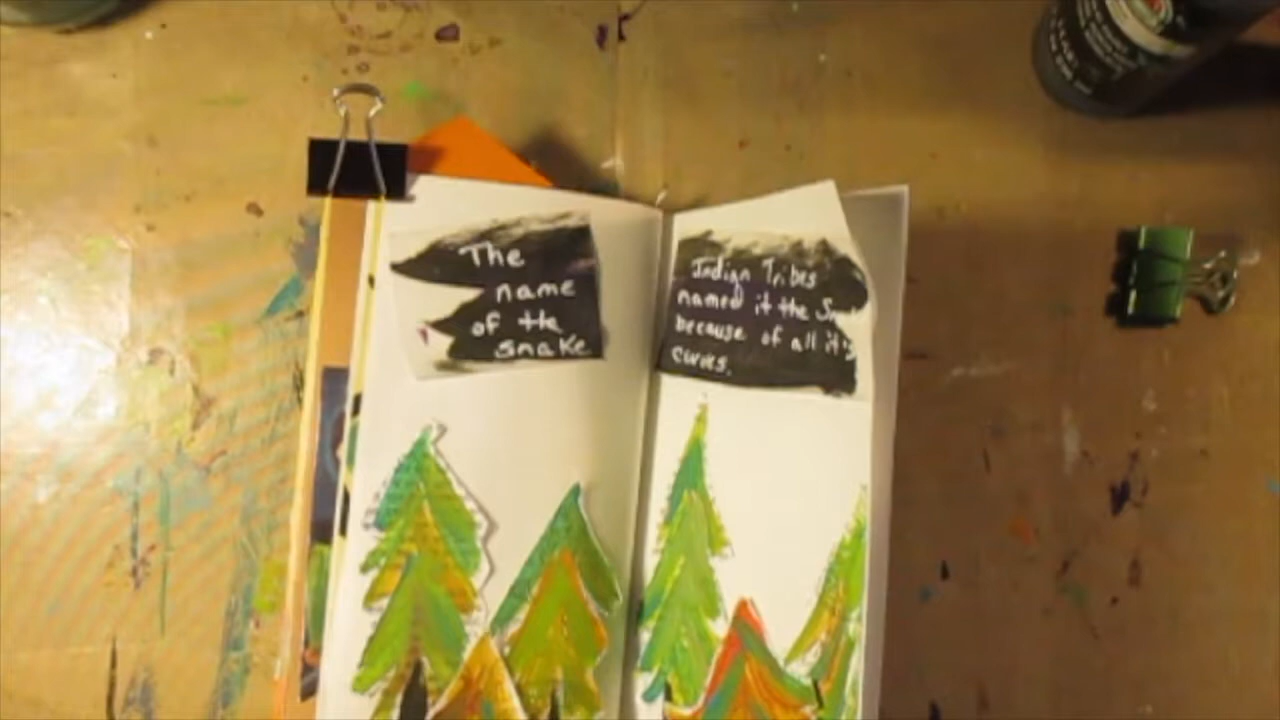 The
name
of the
snake
Indian Tribes
named it the
because of all it's
curves.